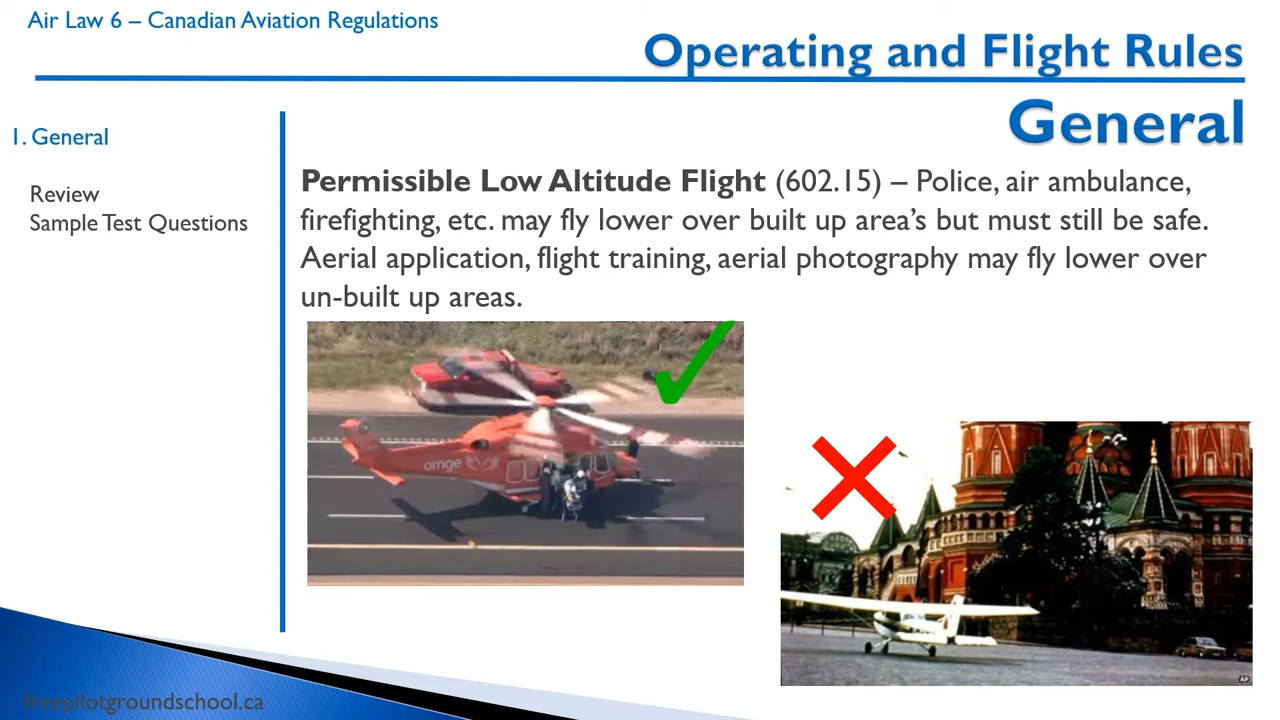 Air Law 6 – Canadian Aviation Regulations
Operating and Flight Rules
General
1. General
Review
Sample Test Questions
Permissible Low Altitude Flight (602.15) – Police, air ambulance,
firefighting, etc. may fly lower over built up area's but must still be safe.
Aerial application, flight training, aerial photography may fly lower over
un-built up areas.
ornge
AP
freepilotgroundschool.ca